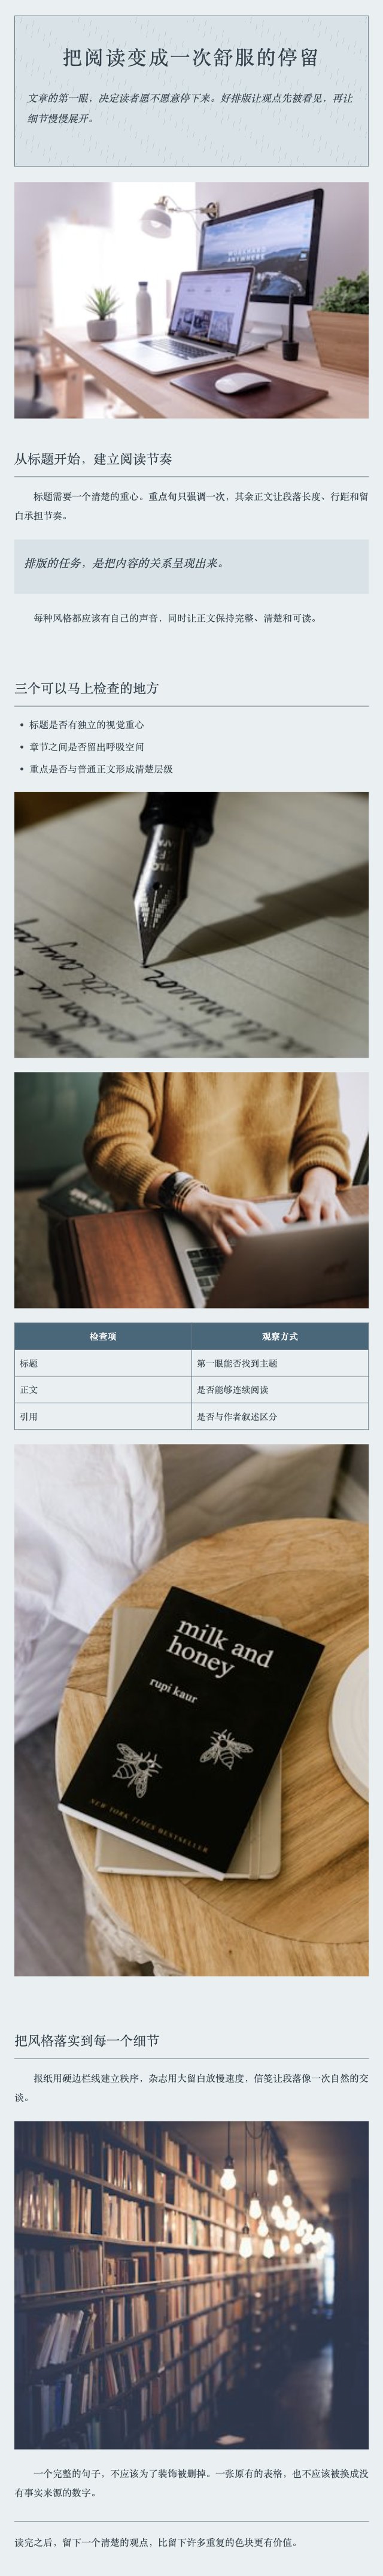 把阅读变成一次舒服的停留
文章的第一眼，决定读者愿不愿意停下来。好排版让观点先被看见，再让
细节慢慢展开。
从标题开始，建立阅读节奏
标题需要一个清楚的重心。重点句只强调一次，其余正文让段落长度、行距和留
白承担节奏。
排版的任务，是把内容的关系呈现出来。
每种风格都应该有自己的声音，同时让正文保持完整、清楚和可读。
三个可以马上检查的地方
• 标题是否有独立的视觉重心
• 章节之间是否留出呼吸空间
• 重点是否与普通正文形成清楚层级
检查项 观察方式
标题 第一眼能否找到主题
正文 是否能够连续阅读
引用 是否与作者叙述区分
milk and
honey
rupi kaur
NEW YORK TIMES BESTSELLER
把风格落实到每一个细节
报纸用硬边栏线建立秩序，杂志用大留白放慢速度，信笺让段落像一次自然的交
谈。
一个完整的句子，不应该为了装饰被删掉。一张原有的表格，也不应该被换成没
有事实来源的数字。
读完之后，留下一个清楚的观点，比留下许多重复的色块更有价值。